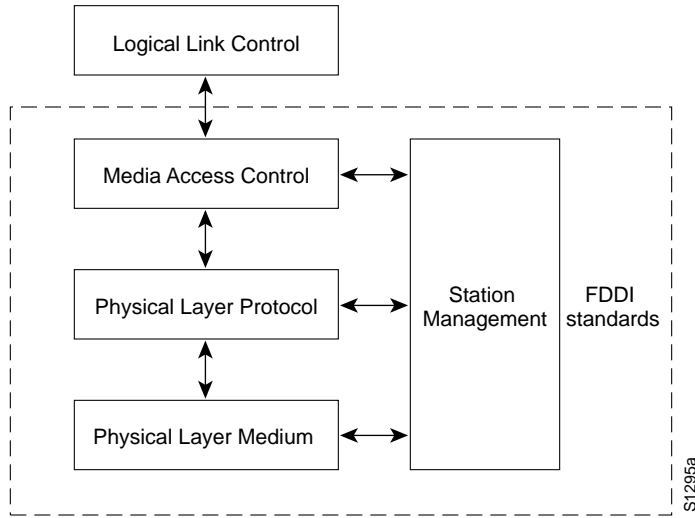 Logical Link Control
Media Access Control
Physical Layer Protocol
Station
Management
FDDI
standards
Physical Layer Medium
S1295a